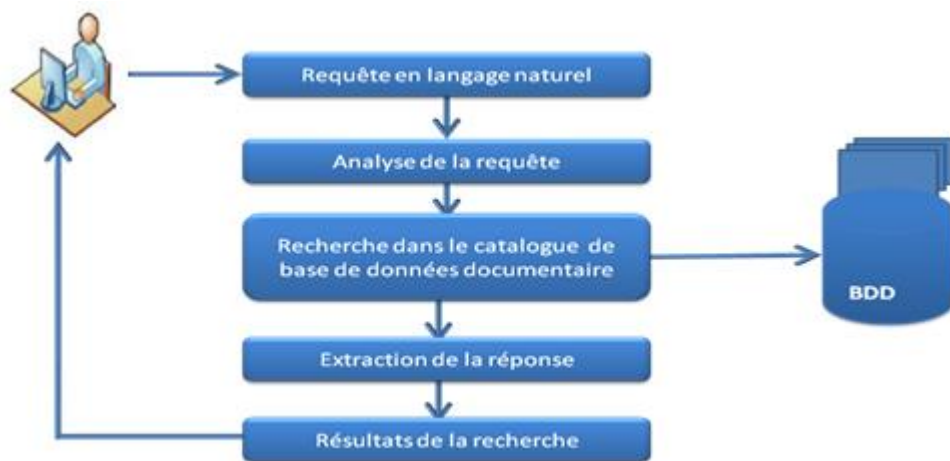 Requête en langage naturel
Analyse de la requête
Recherche dans le catalogue de
base de données documentaire
BDD
Extraction de la réponse
Résultats de la recherche